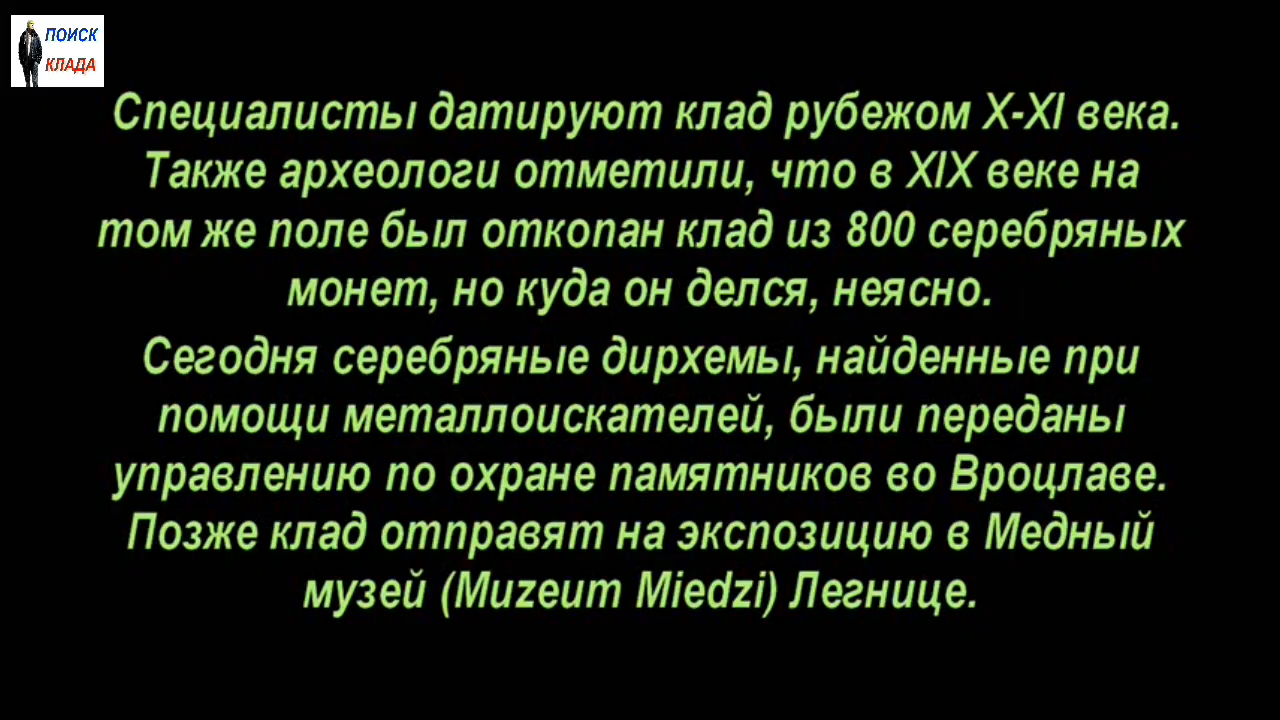 ПОИСК
КЛАДА
Специалисты датируют клад рубежом X-XI века.
Также археологи отметили, что в XIX веке на
том же поле был откопан клад из 800 серебряных
монет, но куда он делся, неясно.
Сегодня серебряные дирхемы, найденные при
помощи металлоискателей, были переданы
управлению по охране памятников во Вроцлаве.
Позже клад отправят на экспозицию в Медный
музей (Muzeum Miedzi) Легнице.